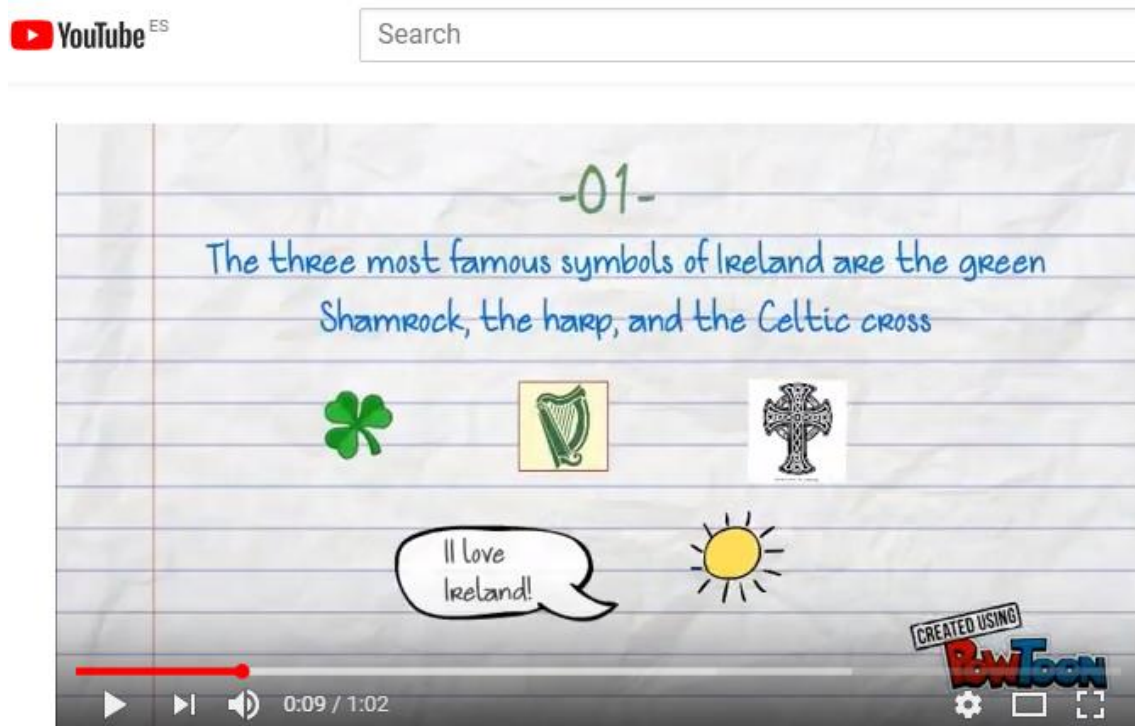 YouTube ES
Search
-01-
The three most famous symbols of Ireland are the green
Shamrock, the harp, and the Celtic cross
II love
Ireland!
CREATED USING
POWTOON
0:09 / 1:02